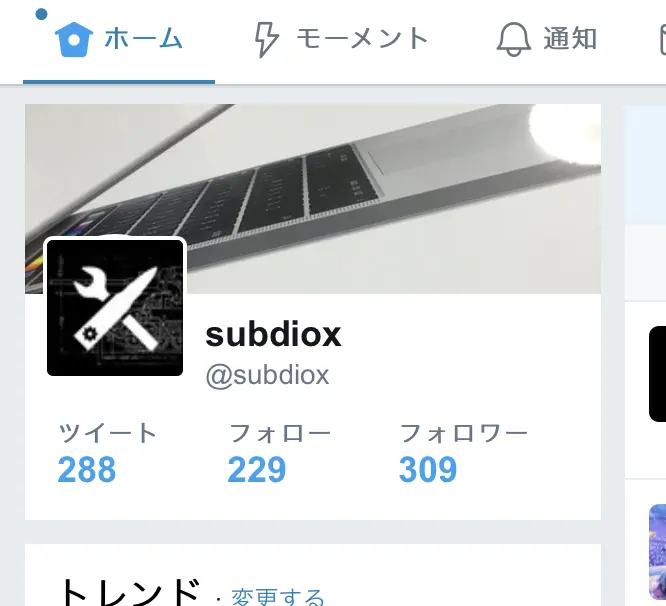 ホーム モーメント 通知
subdiox
@subdiox
ツイート フォロー フォロワー
288 229 309
トレンド · 変更する